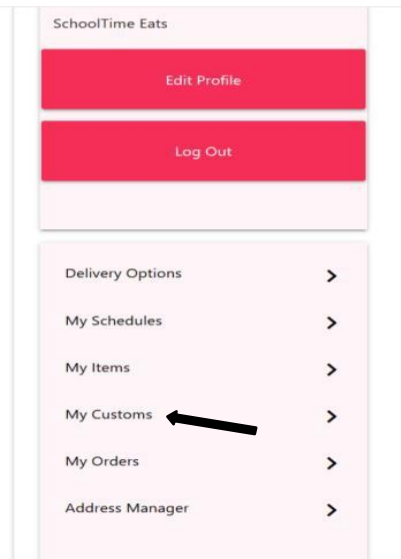 SchoolTime Eats
Edit Profile
Log Out
Delivery Options
My Schedules
My Items
My Customs
My Orders
Address Manager